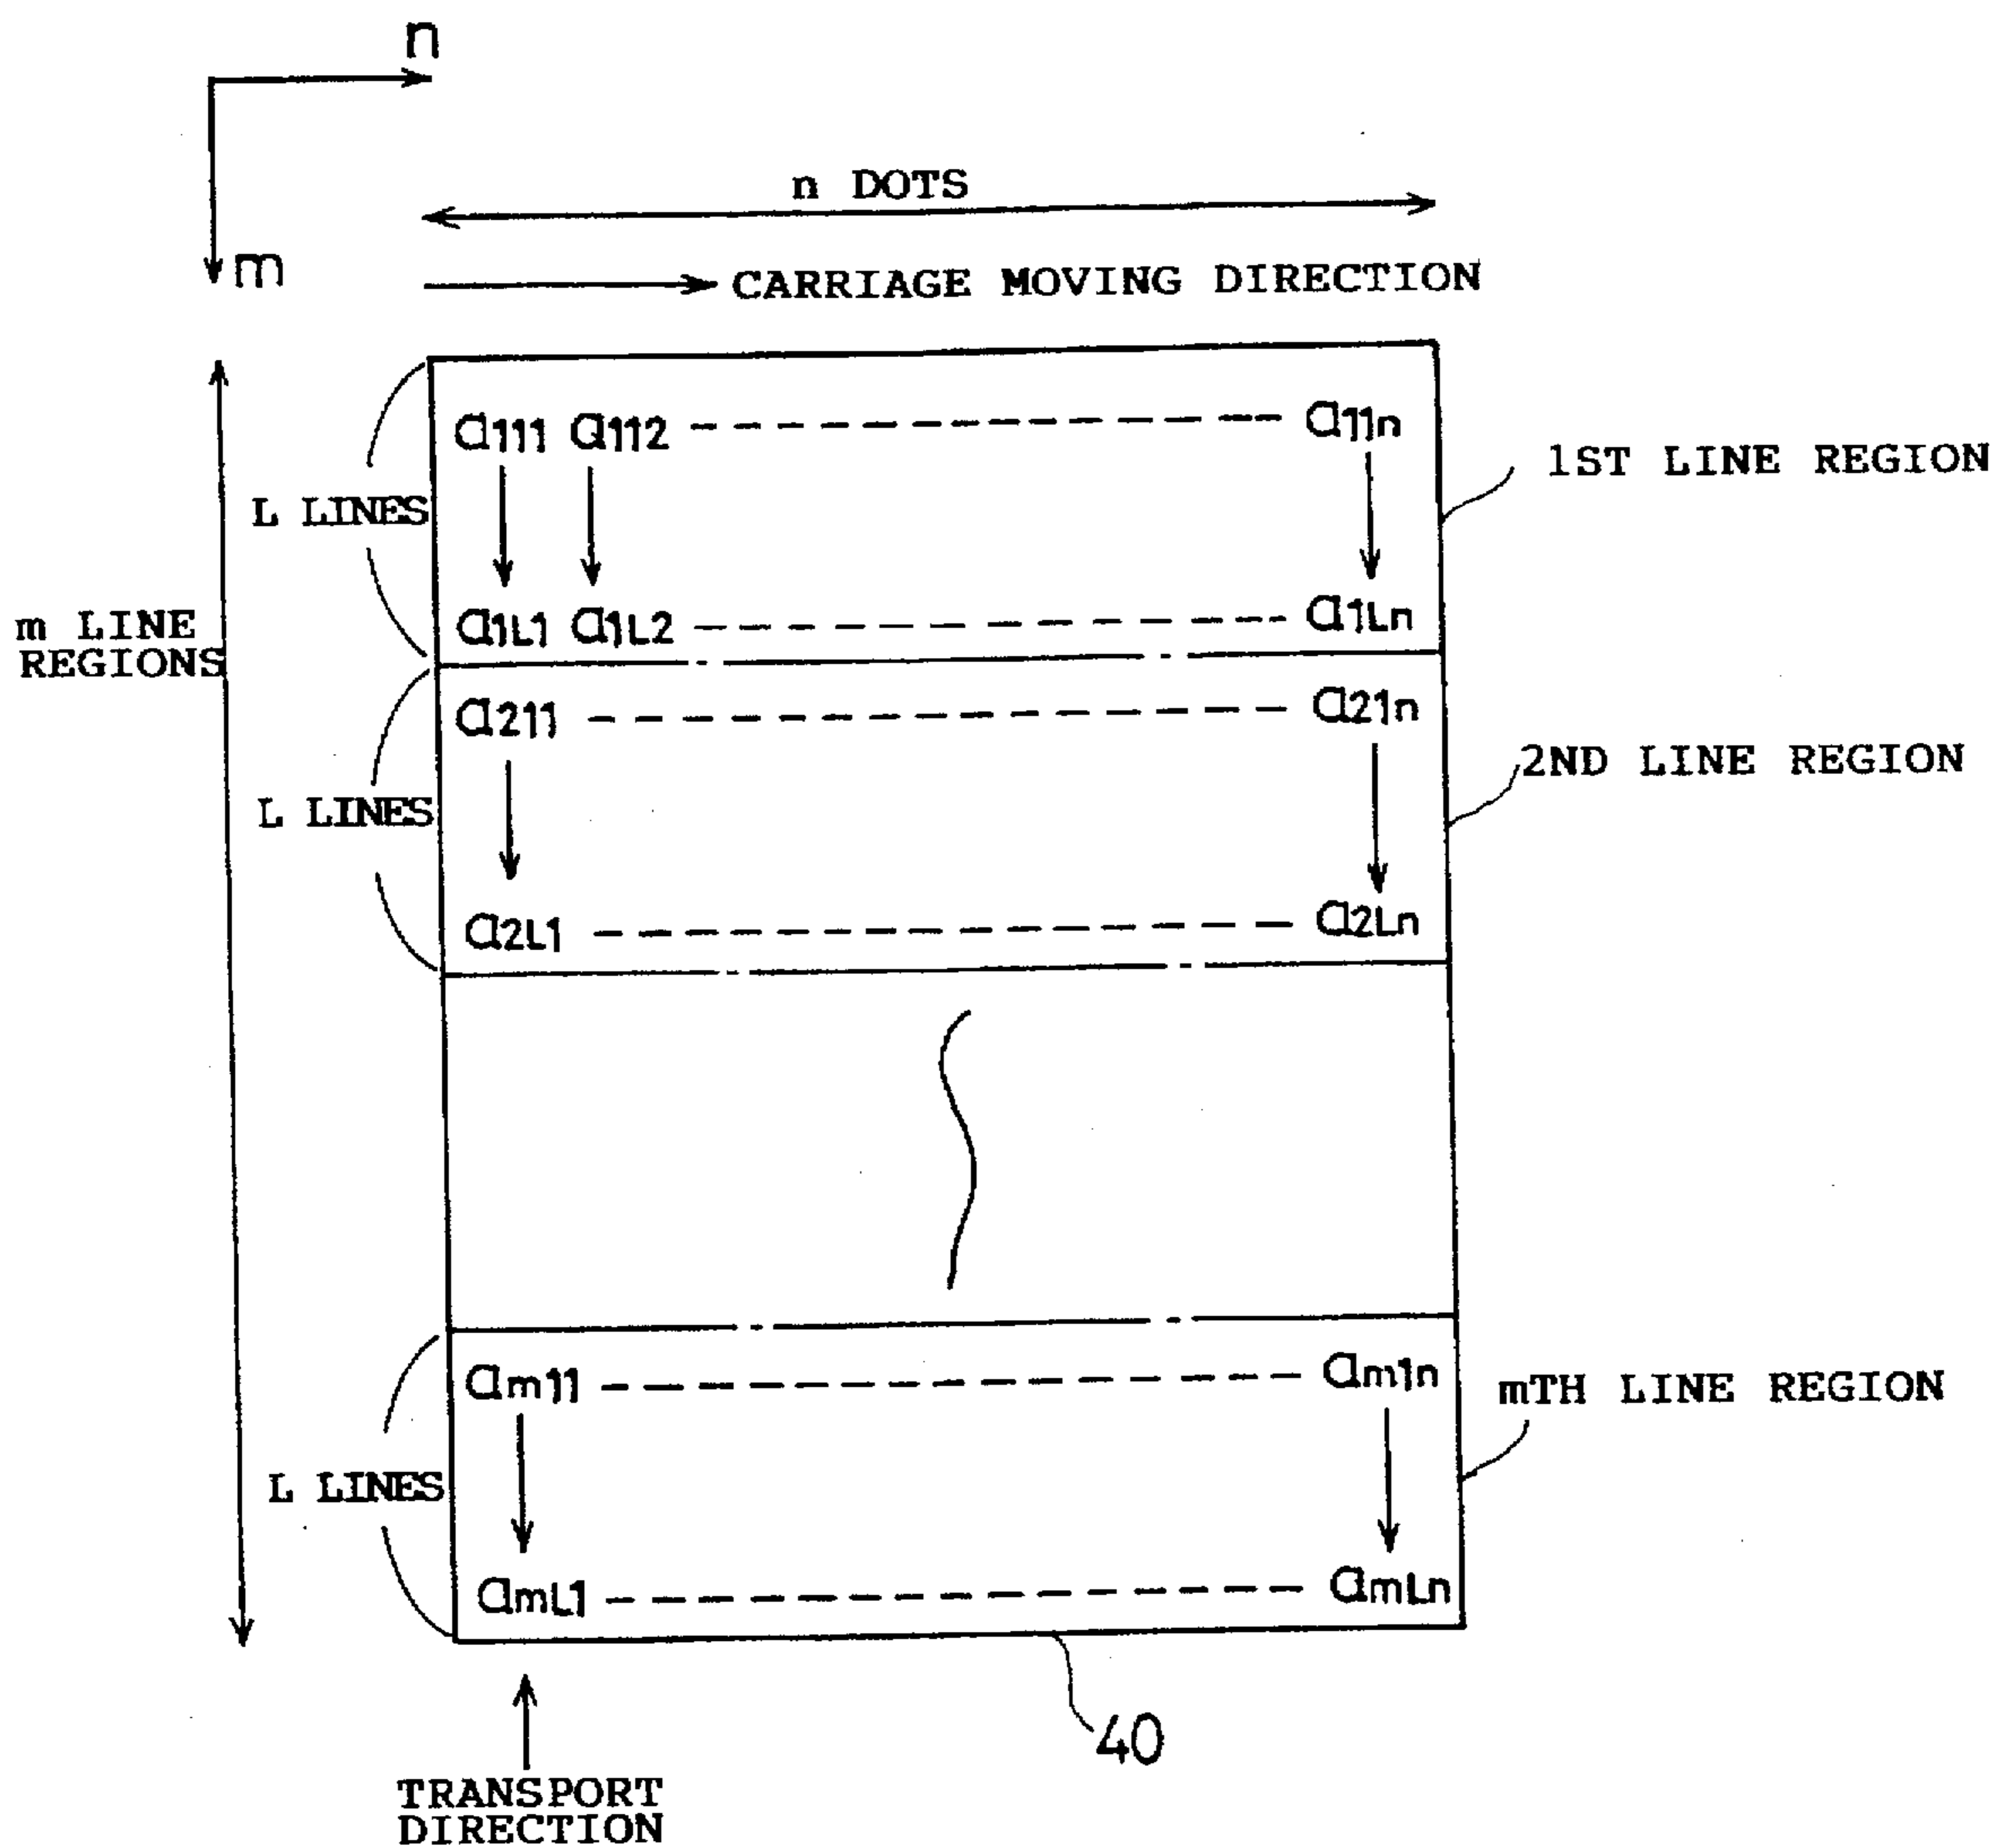 n
m
n DOTS
CARRIAGE MOVING DIRECTION
a111 a112 a11n
1ST LINE REGION
L LINES
a1L1 a1L2 a1Ln
m LINE
REGIONS
a211 a21n
2ND LINE REGION
L LINES
a2L1 a2Ln
am11 am1n
mTH LINE REGION
L LINES
amL1 amLn
40
TRANSPORT
DIRECTION